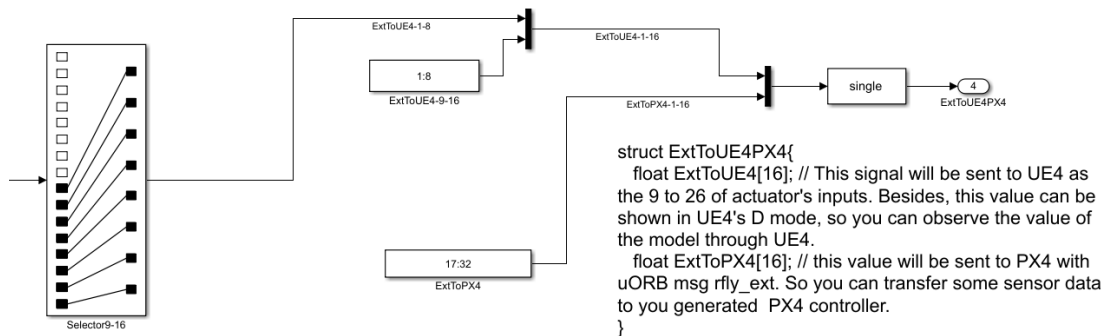 ExtToUE4-1-8
1:8
ExtToUE4-9-16
ExtToUE4-1-16
ExtToPX4-1-16
single
4
ExtToUE4PX4
17:32
ExtToPX4
Selector9-16
struct ExtToUE4PX4{
float ExtToUE4[16]; // This signal will be sent to UE4 as
the 9 to 26 of actuator's inputs. Besides, this value can be
shown in UE4's D mode, so you can observe the value of
the model through UE4.
float ExtToPX4[16]; // this value will be sent to PX4 with
uORB msg rfly_ext. So you can transfer some sensor data
to you generated  PX4 controller.
}